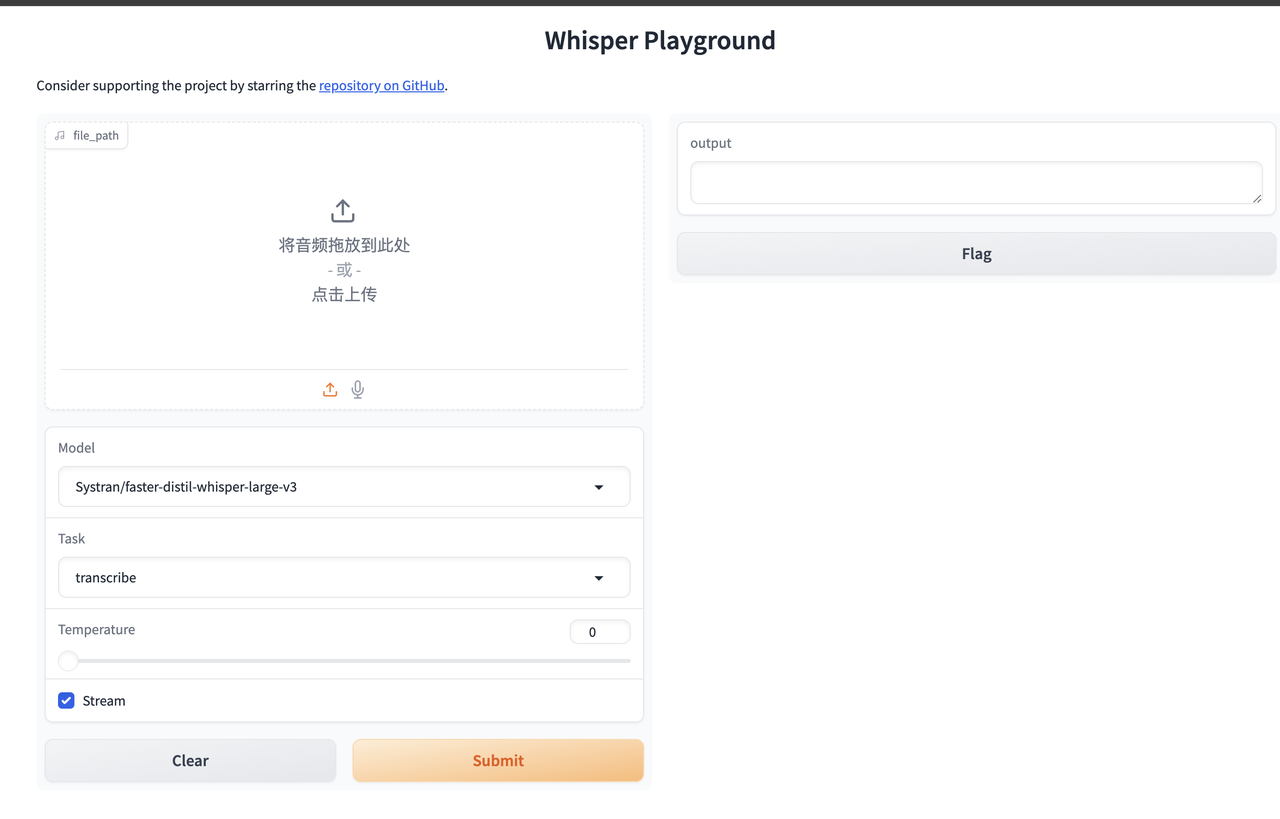 Whisper Playground
Consider supporting the project by starring the repository on GitHub.
file_path
将音频拖放到此处
- 或 -
点击上传
Model
Systran/faster-distil-whisper-large-v3
Task
transcribe
Temperature
0
Stream
Clear
Submit
output
Flag